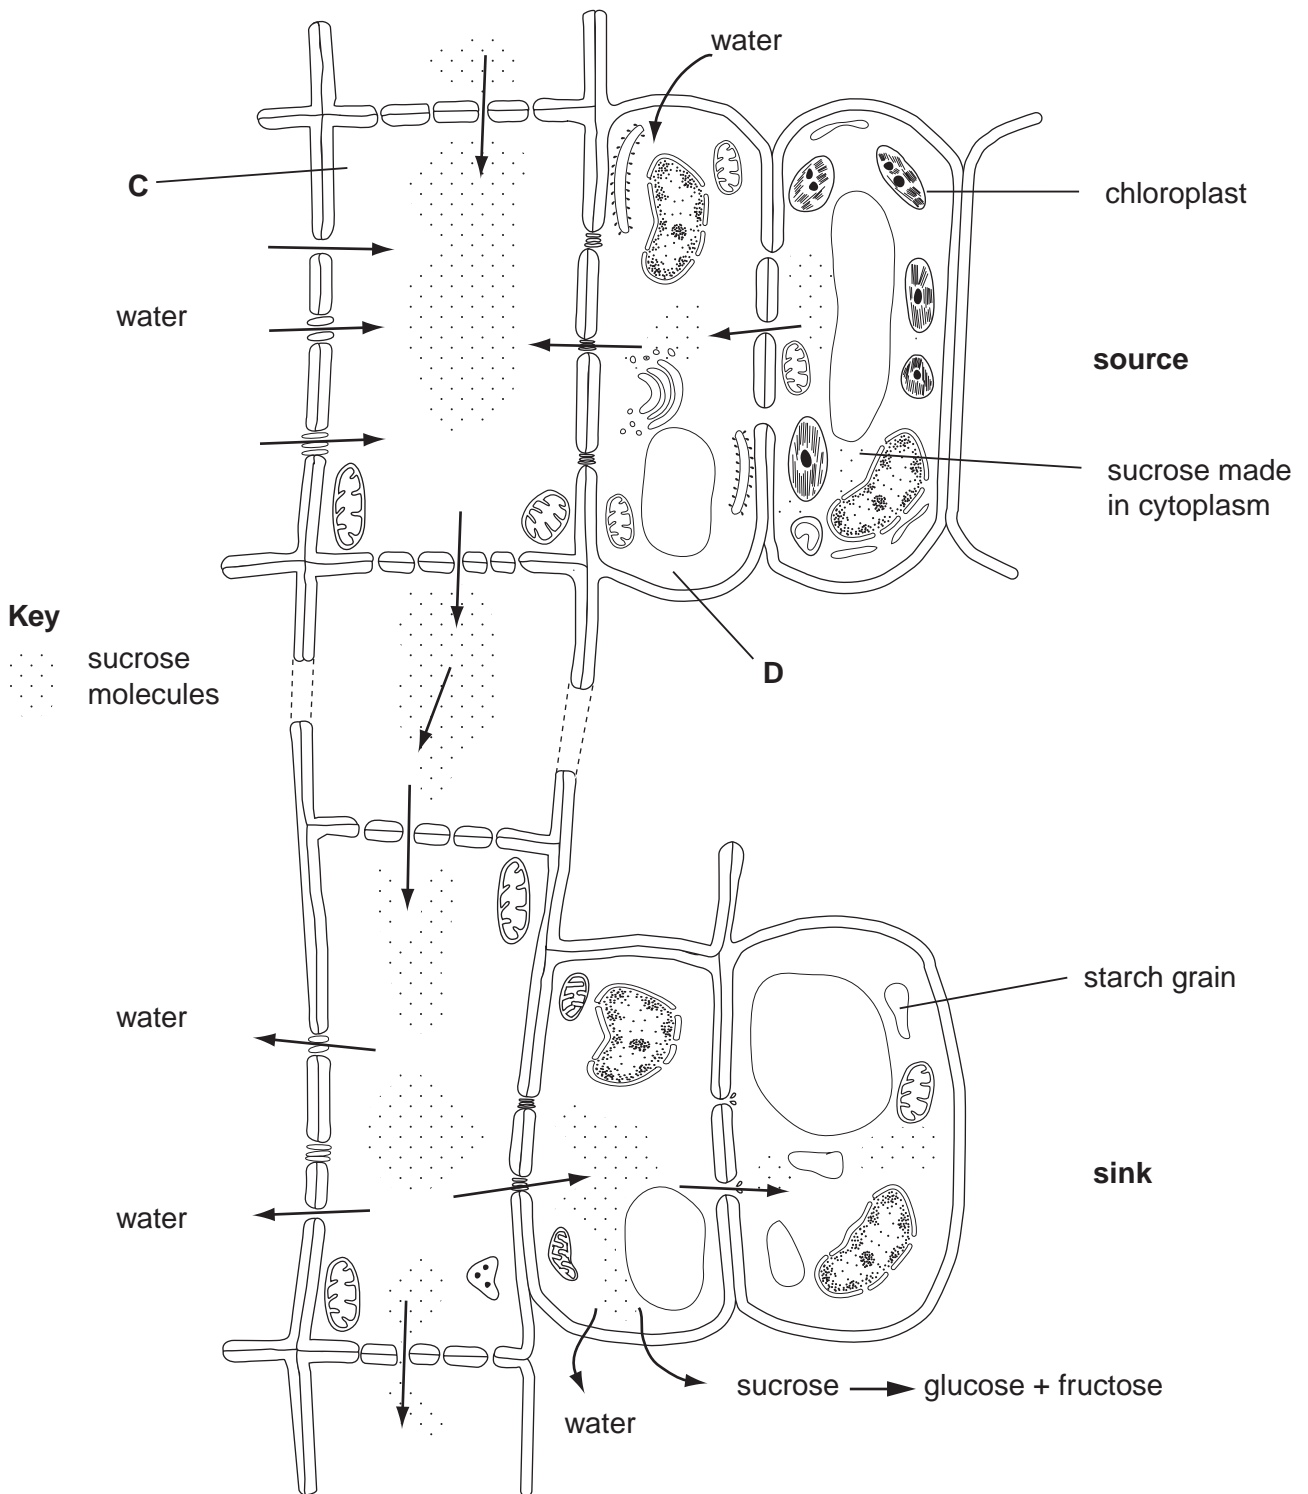 water
C
chloroplast
water
source
sucrose made
in cytoplasm
Key
sucrose
molecules
D
starch grain
water
sink
water
sucrose → glucose + fructose
water